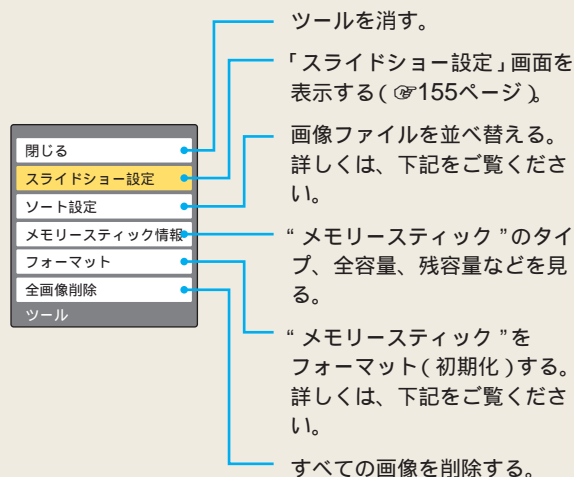 ツールを消す。
「スライドショー設定」画面を
表示する(☞155ページ)。
画像ファイルを並べ替える。
詳しくは、下記をご覧くださ
い。
“メモリースティック”のタイ
プ、全容量、残容量などを見
る。
“メモリースティック”を
フォーマット(初期化)する。
詳しくは、下記をご覧くださ
い。
すべての画像を削除する。
閉じる
スライドショー設定
ソート設定
メモリースティック情報
フォーマット
全画像削除
ツール